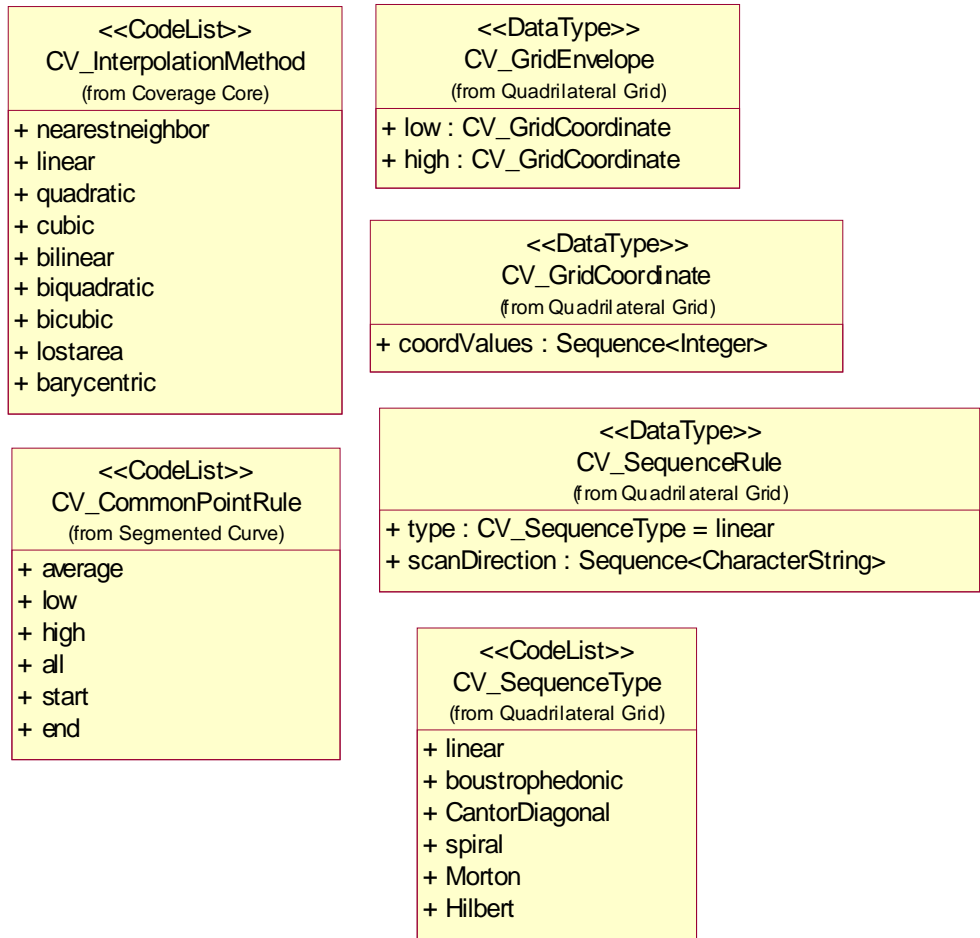 <<CodeList>>
CV_InterpolationMethod
(from Coverage Core)
+ nearestneighbor
+ linear
+ quadratic
+ cubic
+ bilinear
+ biquadratic
+ bicubic
+ lostarea
+ barycentric
<<CodeList>>
CV_CommonPointRule
(from Segmented Curve)
+ average
+ low
+ high
+ all
+ start
+ end
<<DataType>>
CV_GridEnvelope
(from Quadrilateral Grid)
+ low : CV_GridCoordinate
+ high : CV_GridCoordinate
<<DataType>>
CV_GridCoordinate
(from Quadrilateral Grid)
+ coordValues : Sequence<Integer>
<<DataType>>
CV_SequenceRule
(from Quadrilateral Grid)
+ type : CV_SequenceType = linear
+ scanDirection : Sequence<CharacterString>
<<CodeList>>
CV_SequenceType
(from Quadrilateral Grid)
+ linear
+ boustrophedonic
+ CantorDiagonal
+ spiral
+ Morton
+ Hilbert